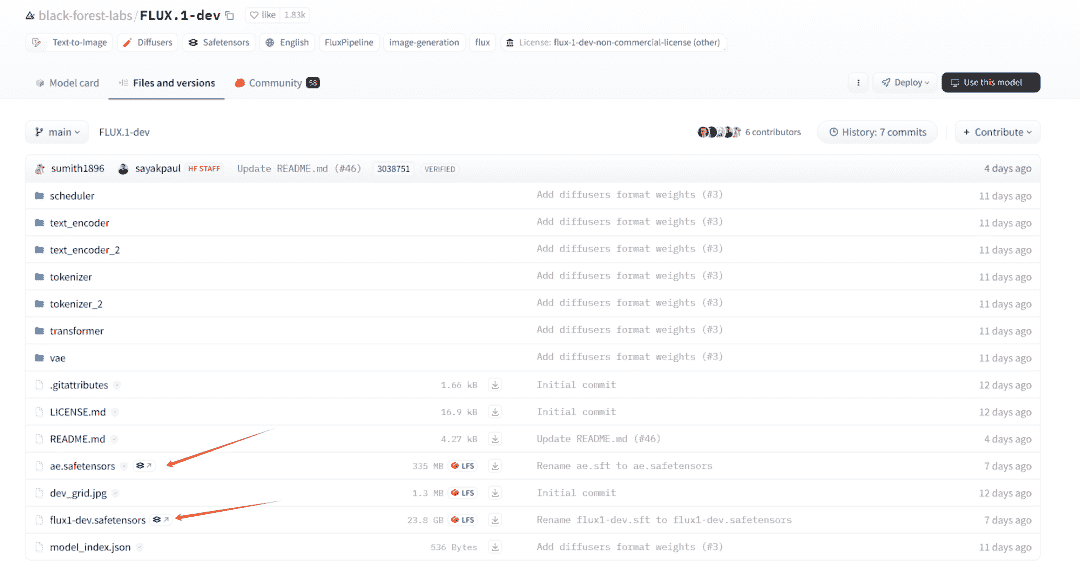 black-forest-labs/FLUX.1-dev like 1.83k
Text-to-Image Diffusers Safetensors English FluxPipeline image-generation flux License: flux-1-dev-non-commercial-license (other)
Model card Files and versions Community 58 Deploy Use this model
main FLUX.1-dev 6 contributors History: 7 commits + Contribute
sumith1896 sayakpaul HF STAFF Update README.md (#46) 3038751 VERIFIED 4 days ago
scheduler Add diffusers format weights (#3) 11 days ago
text_encoder Add diffusers format weights (#3) 11 days ago
text_encoder_2 Add diffusers format weights (#3) 11 days ago
tokenizer Add diffusers format weights (#3) 11 days ago
tokenizer_2 Add diffusers format weights (#3) 11 days ago
transformer Add diffusers format weights (#3) 11 days ago
vae Add diffusers format weights (#3) 11 days ago
.gitattributes 1.66 kB Initial commit 12 days ago
LICENSE.md 16.9 kB Initial commit 12 days ago
README.md 4.27 kB Update README.md (#46) 4 days ago
ae.safetensors 335 MB LFS Rename ae.sft to ae.safetensors 7 days ago
dev_grid.jpg 1.3 MB LFS Initial commit 12 days ago
flux1-dev.safetensors 23.8 GB LFS Rename flux1-dev.sft to flux1-dev.safetensors 7 days ago
model_index.json 536 Bytes Add diffusers format weights (#3) 11 days ago